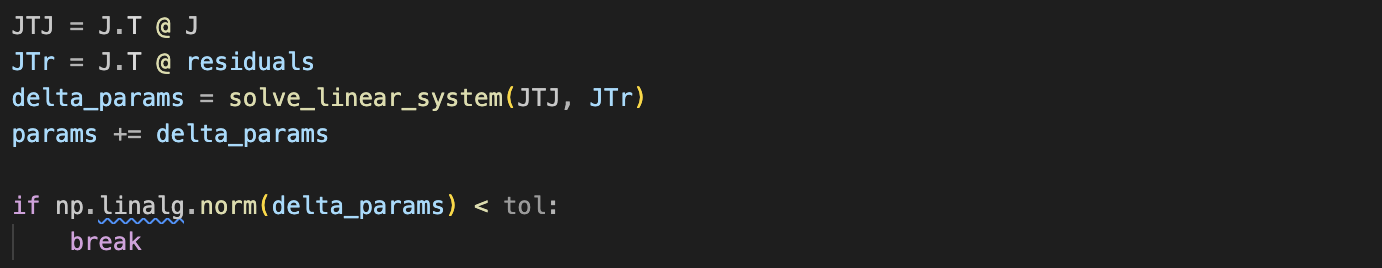 JTJ = J.T @ J
JTr = J.T @ residuals
delta_params = solve_linear_system(JTJ, JTr)
params += delta_params
if np.linalg.norm(delta_params) < tol:
    break